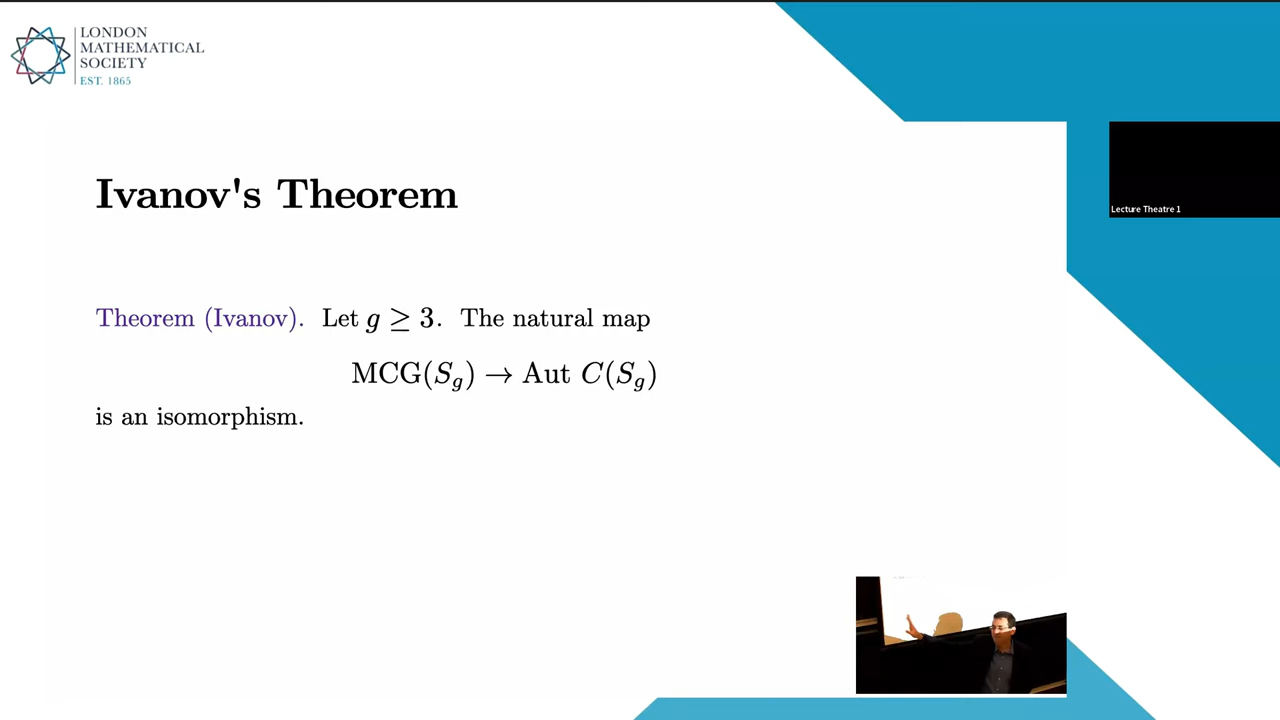 LONDON
MATHEMATICAL
SOCIETY
EST. 1865
Lecture Theatre 1
Ivanov's Theorem
Theorem (Ivanov). Let g ≥ 3. The natural map
MCG(S_g) → Aut C(S_g)
is an isomorphism.